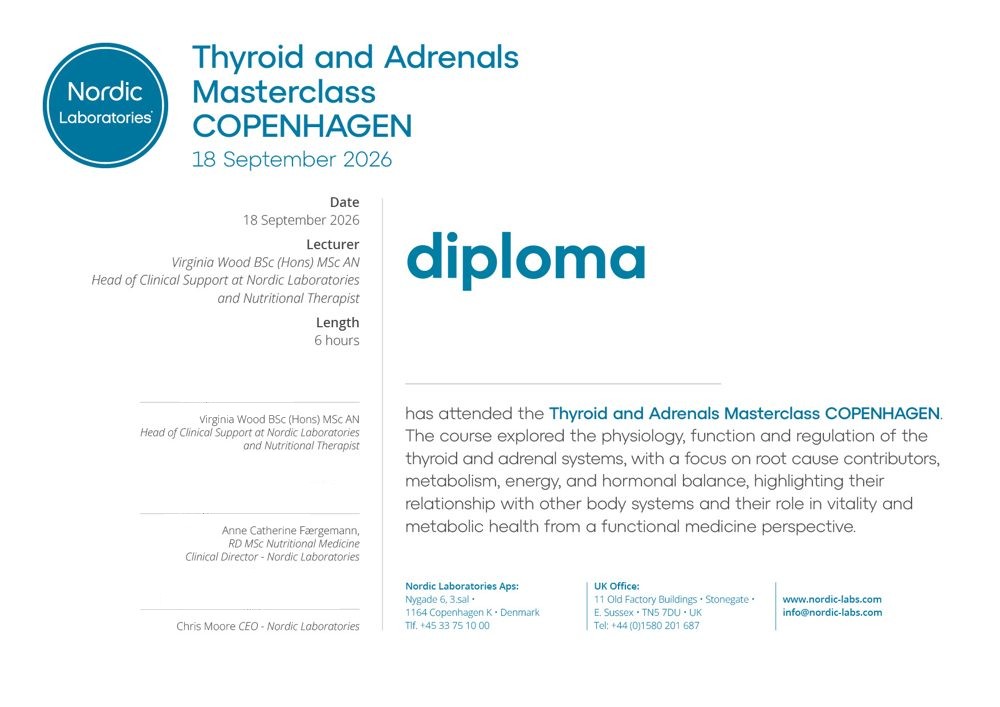 Nordic
Laboratories
Thyroid and Adrenals
Masterclass
COPENHAGEN
18 September 2026
Date
18 September 2026
Lecturer
Virginia Wood BSc (Hons) MSc AN
Head of Clinical Support at Nordic Laboratories
and Nutritional Therapist
Length
6 hours
Virginia Wood BSc (Hons) MSc AN
Head of Clinical Support at Nordic Laboratories
and Nutritional Therapist
Anne Catherine Færgemann,
RD MSc Nutritional Medicine
Clinical Director - Nordic Laboratories
Chris Moore CEO - Nordic Laboratories
diploma
has attended the Thyroid and Adrenals Masterclass COPENHAGEN.
The course explored the physiology, function and regulation of the
thyroid and adrenal systems, with a focus on root cause contributors,
metabolism, energy, and hormonal balance, highlighting their
relationship with other body systems and their role in vitality and
metabolic health from a functional medicine perspective.
Nordic Laboratories Aps:
Nygade 6, 3.sal •
1164 Copenhagen K • Denmark
Tlf. +45 33 75 10 00
UK Office:
11 Old Factory Buildings • Stonegate •
E. Sussex • TN5 7DU • UK
Tel: +44 (0)1580 201 687
www.nordic-labs.com
info@nordic-labs.com